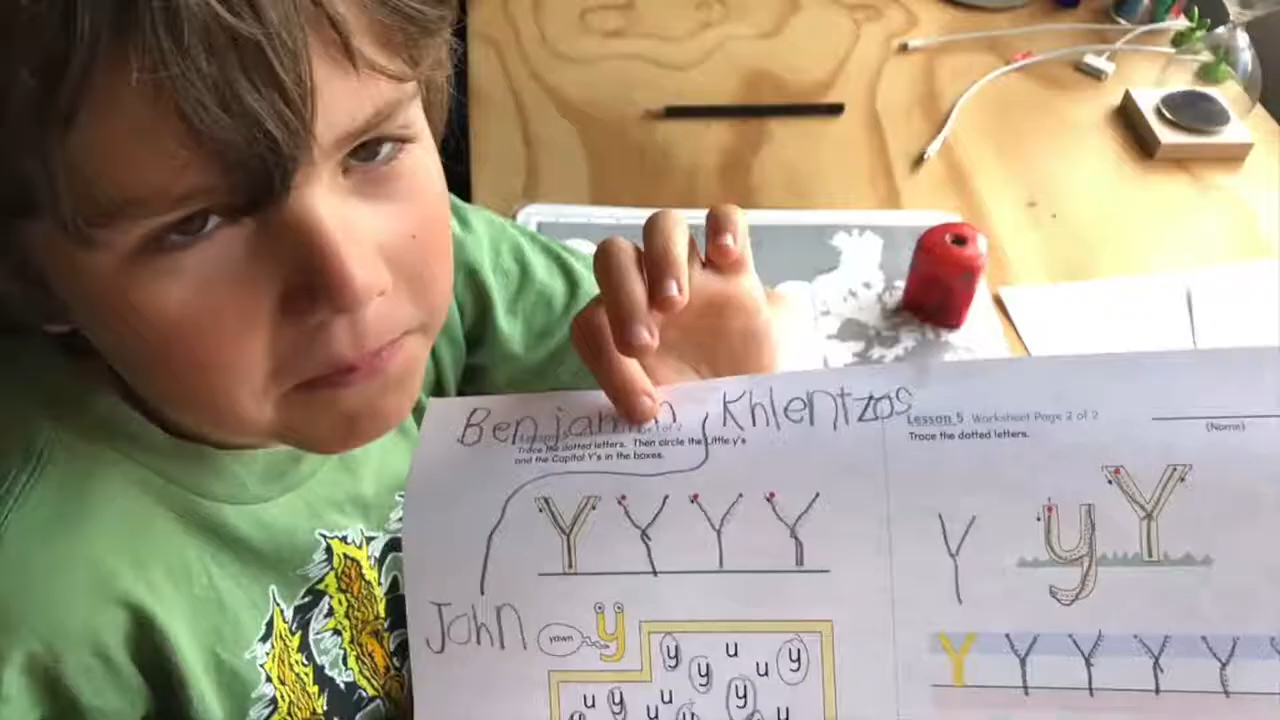 Benjamin Khlentzos
Trace the dotted letters. Then circle the Little y's
and the Capital Y's in the boxes.
Y Y Y Y
John
yawn y
y u y
y u
u y u y
u u
Lesson 5 Worksheet Page 2 of 2
(Name)
Trace the dotted letters.
Y y Y
Y Y Y Y Y